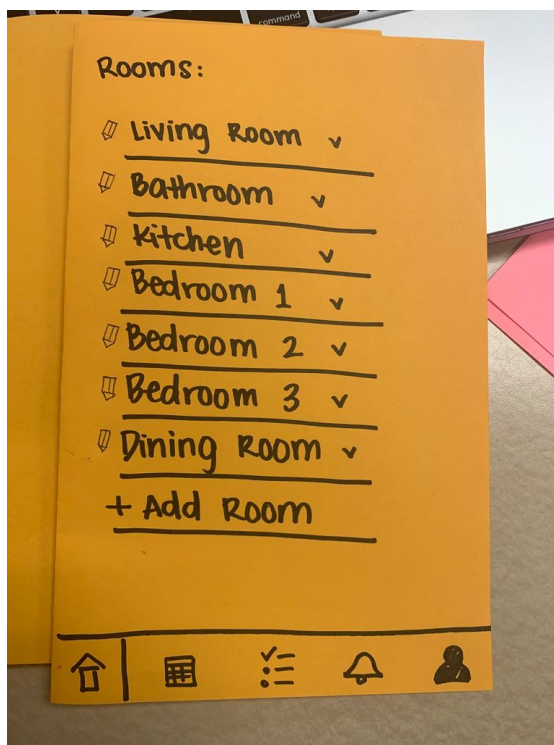 command
Rooms:
Living Room
Bathroom
Kitchen
Bedroom 1
Bedroom 2
Bedroom 3
Dining Room
+ Add Room